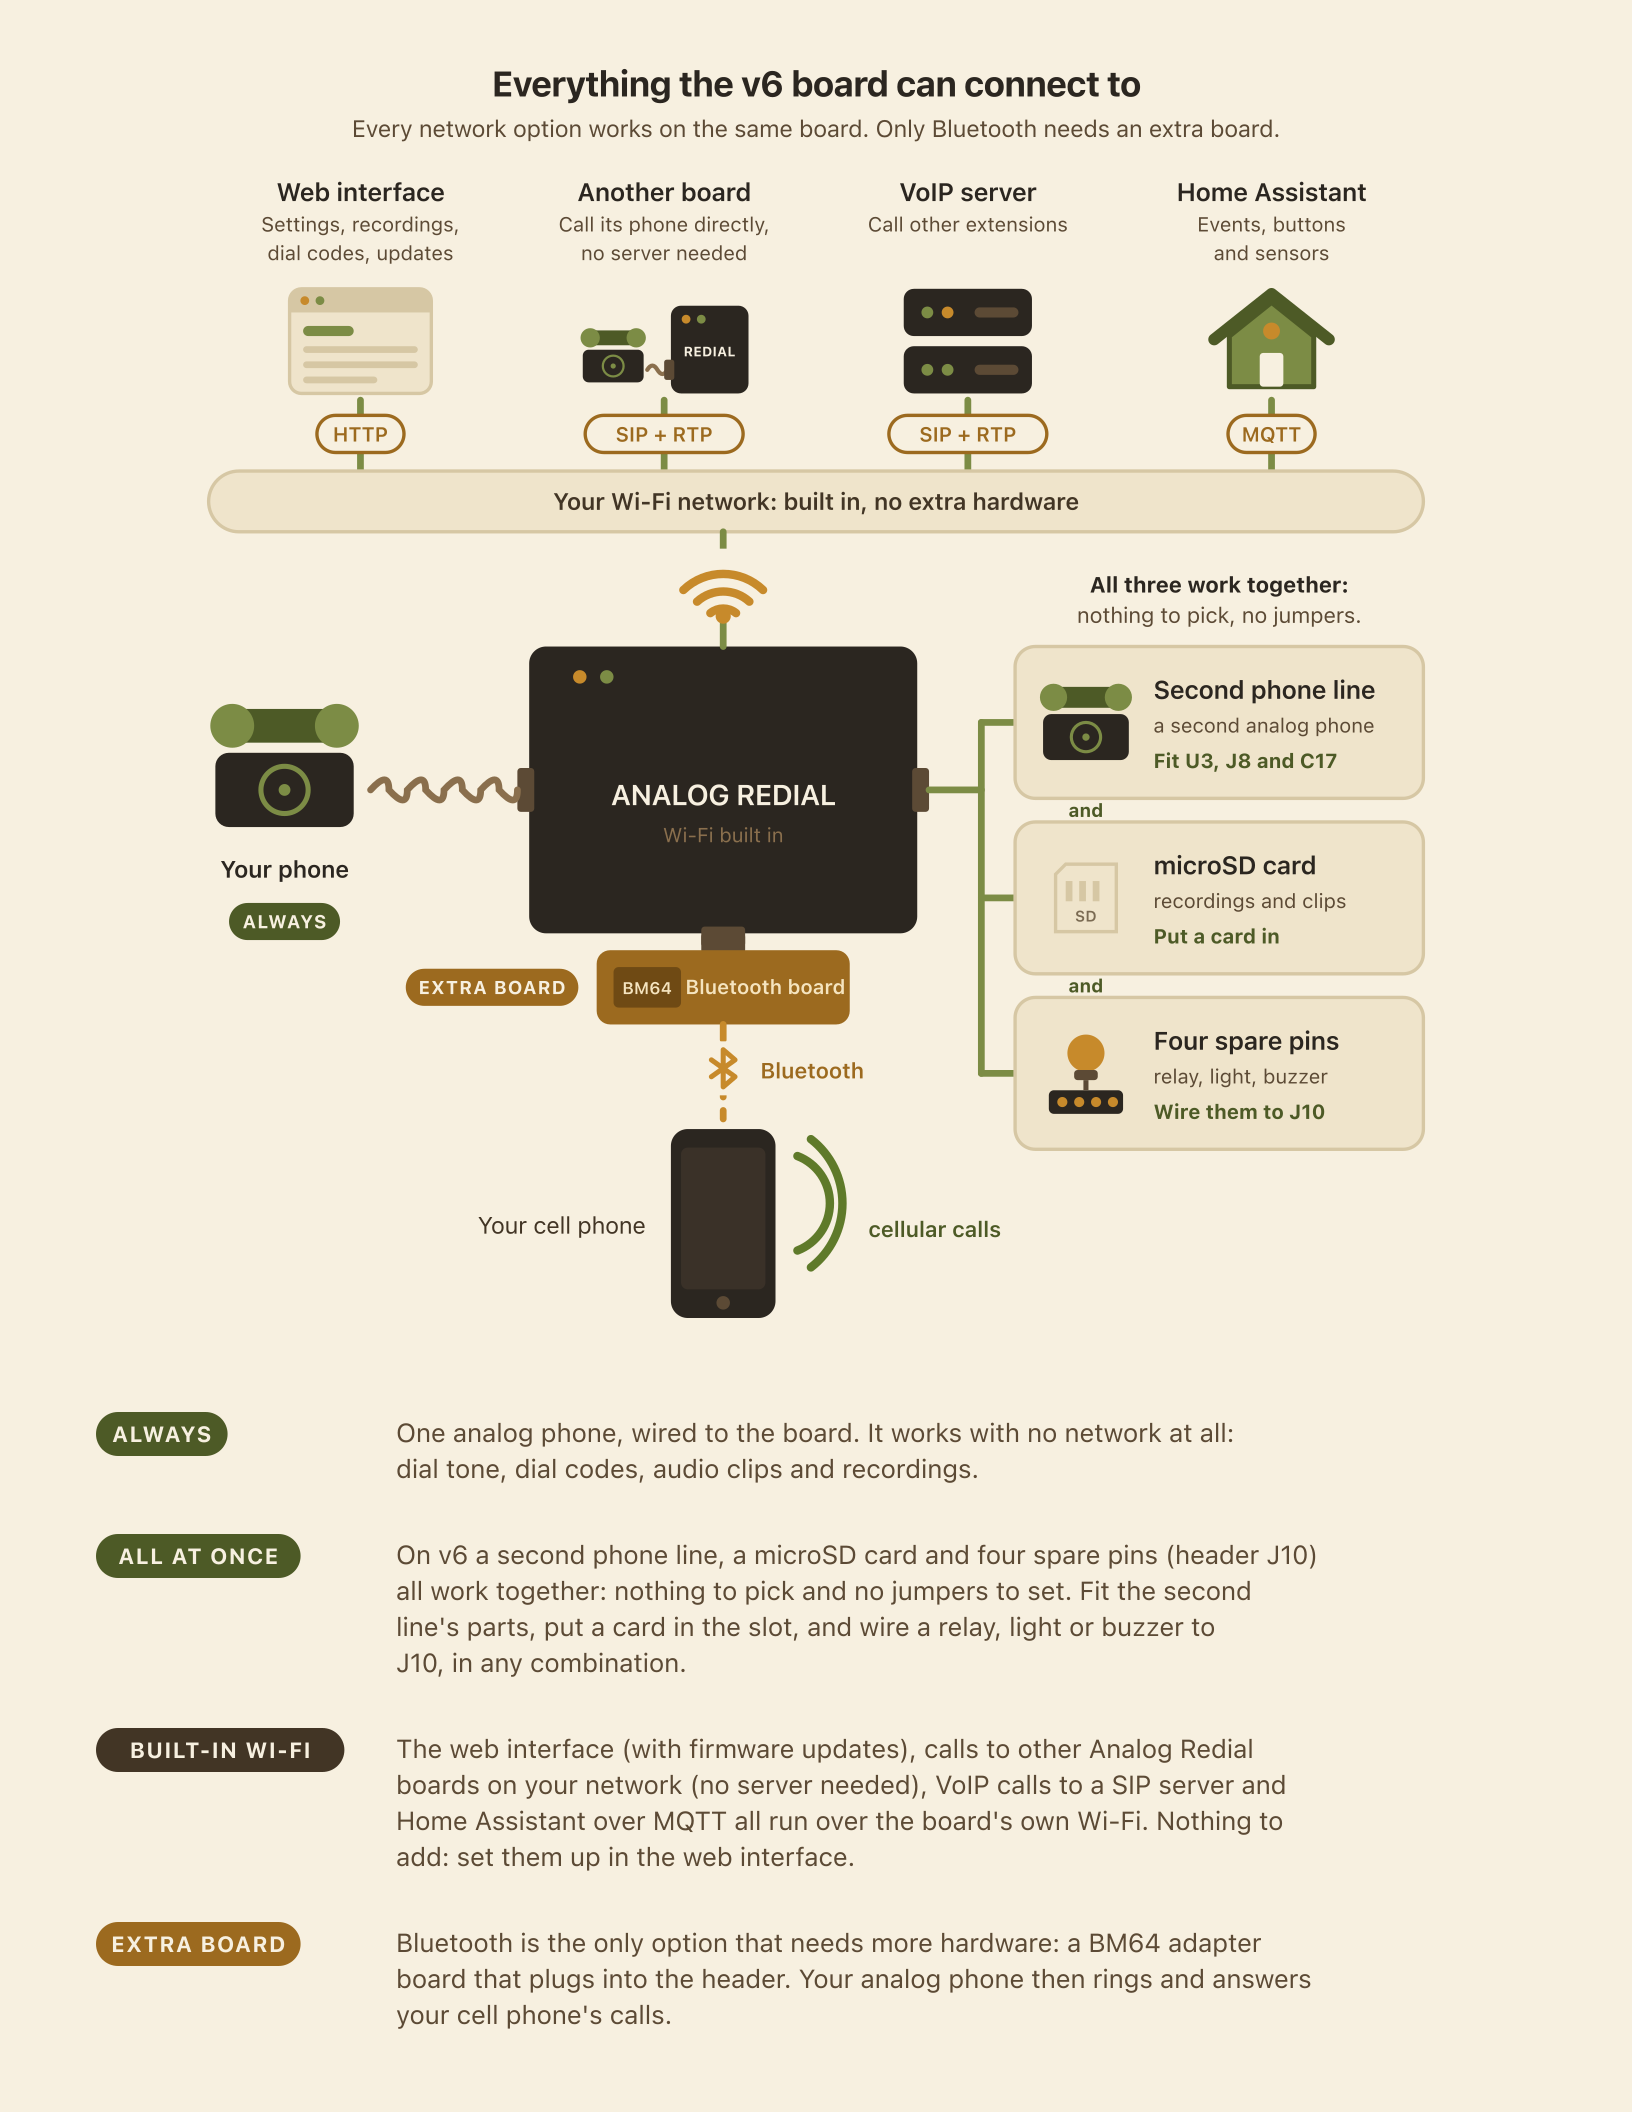 Everything the v6 board can connect to
Every network option works on the same board. Only Bluetooth needs an extra board.
Web interface
Settings, recordings,
dial codes, updates
Another board
Call its phone directly,
no server needed
VoIP server
Call other extensions
Home Assistant
Events, buttons
and sensors
REDIAL
HTTP
SIP + RTP
SIP + RTP
MQTT
Your Wi-Fi network: built in, no extra hardware
All three work together:
nothing to pick, no jumpers.
Second phone line
a second analog phone
Fit U3, J8 and C17
and
microSD card
recordings and clips
Put a card in
SD
and
Four spare pins
relay, light, buzzer
Wire them to J10
ANALOG REDIAL
Wi-Fi built in
Your phone
ALWAYS
EXTRA BOARD
BM64
Bluetooth board
Bluetooth
Your cell phone
cellular calls
ALWAYS
One analog phone, wired to the board. It works with no network at all:
dial tone, dial codes, audio clips and recordings.
ALL AT ONCE
On v6 a second phone line, a microSD card and four spare pins (header J10)
all work together: nothing to pick and no jumpers to set. Fit the second
line's parts, put a card in the slot, and wire a relay, light or buzzer to
J10, in any combination.
BUILT-IN WI-FI
The web interface (with firmware updates), calls to other Analog Redial
boards on your network (no server needed), VoIP calls to a SIP server and
Home Assistant over MQTT all run over the board's own Wi-Fi. Nothing to
add: set them up in the web interface.
EXTRA BOARD
Bluetooth is the only option that needs more hardware: a BM64 adapter
board that plugs into the header. Your analog phone then rings and answers
your cell phone's calls.